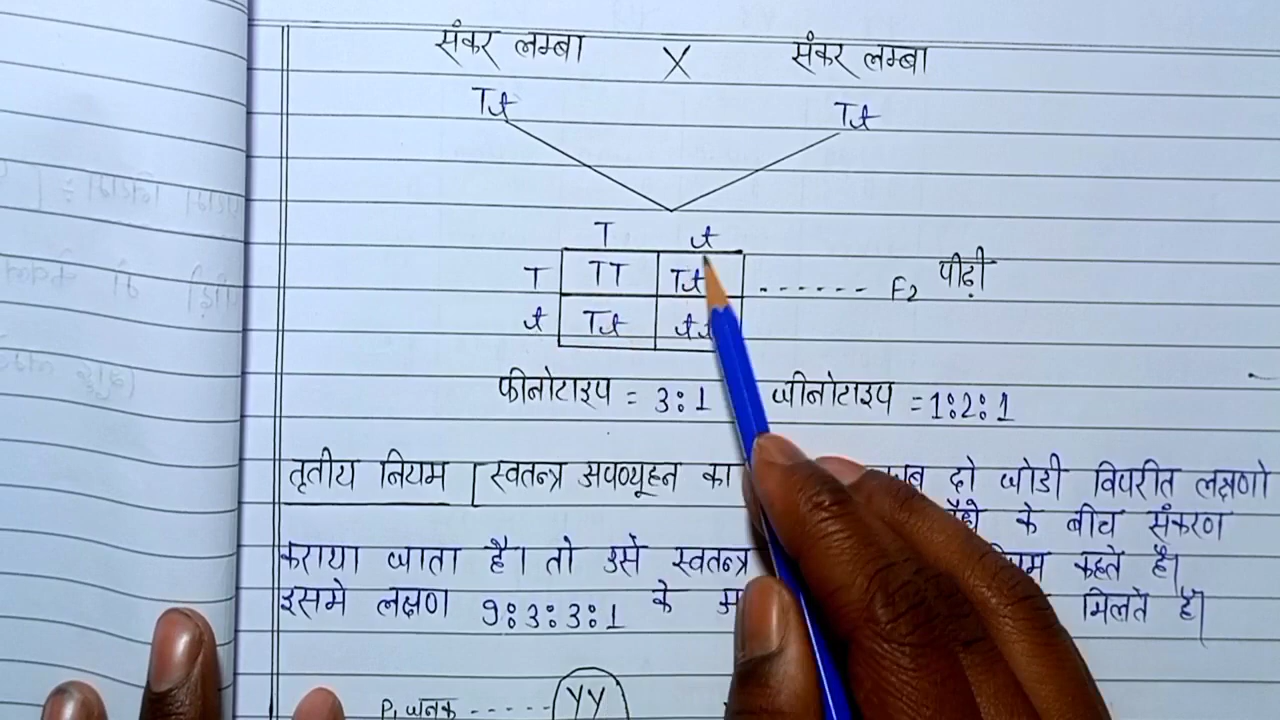 संकर लम्बा X संकर लम्बा
Tt Tt
T t
T TT Tt ------ F2 पीढ़ी
t Tt tt
फीनोटाइप = 3:1 जीनोटाइप = 1:2:1
तृतीय नियम [स्वतन्त्र अपव्यूहन का दो जोडी विपरित लक्षणो
के बीच संकरण
कराया जाता है। तो उसे स्वतन्त्र कहते है।
इसमे लक्षण 9:3:3:1 के मिलते है।
P1 जनक ----- YY